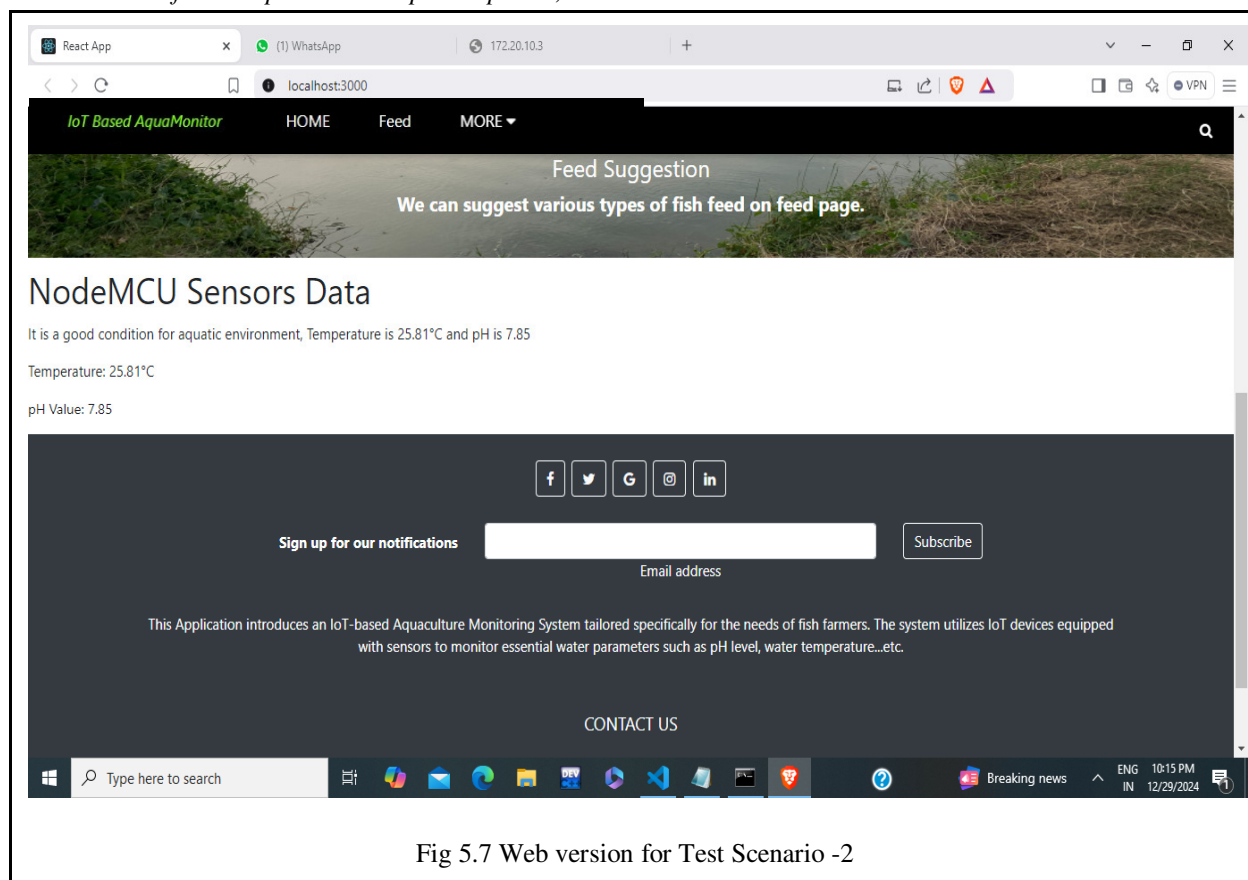 React App
(1) WhatsApp
172.20.10.3
localhost:3000
VPN
IoT Based AquaMonitor HOME Feed MORE
Feed Suggestion
We can suggest various types of fish feed on feed page.
NodeMCU Sensors Data
It is a good condition for aquatic environment, Temperature is 25.81°C and pH is 7.85
Temperature: 25.81°C
pH Value: 7.85
Sign up for our notifications
Subscribe
Email address
This Application introduces an IoT-based Aquaculture Monitoring System tailored specifically for the needs of fish farmers. The system utilizes IoT devices equipped
with sensors to monitor essential water parameters such as pH level, water temperature...etc.
CONTACT US
Type here to search
DEV
Breaking news
ENG 10:15 PM
IN 12/29/2024
1
Fig 5.7 Web version for Test Scenario -2